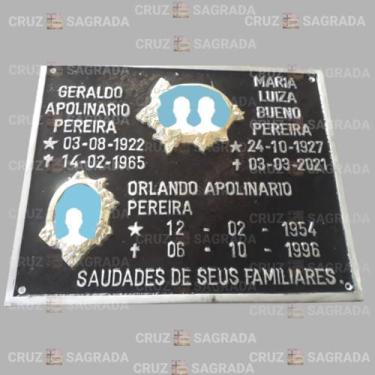 GERALDO
APOLINARIO
PEREIRA
★ 03-08-1922
✝ 14-02-1965
MARIA
LUIZA
BUENO
PEREIRA
★ 24-10-1927
✝ 03-03-2021
ORLANDO APOLINARIO
PEREIRA
★ 12 - 02 - 1954
✝ 06 - 10 - 1996
SAUDADES DE SEUS FAMILIARES.
CRUZ SAGRADA